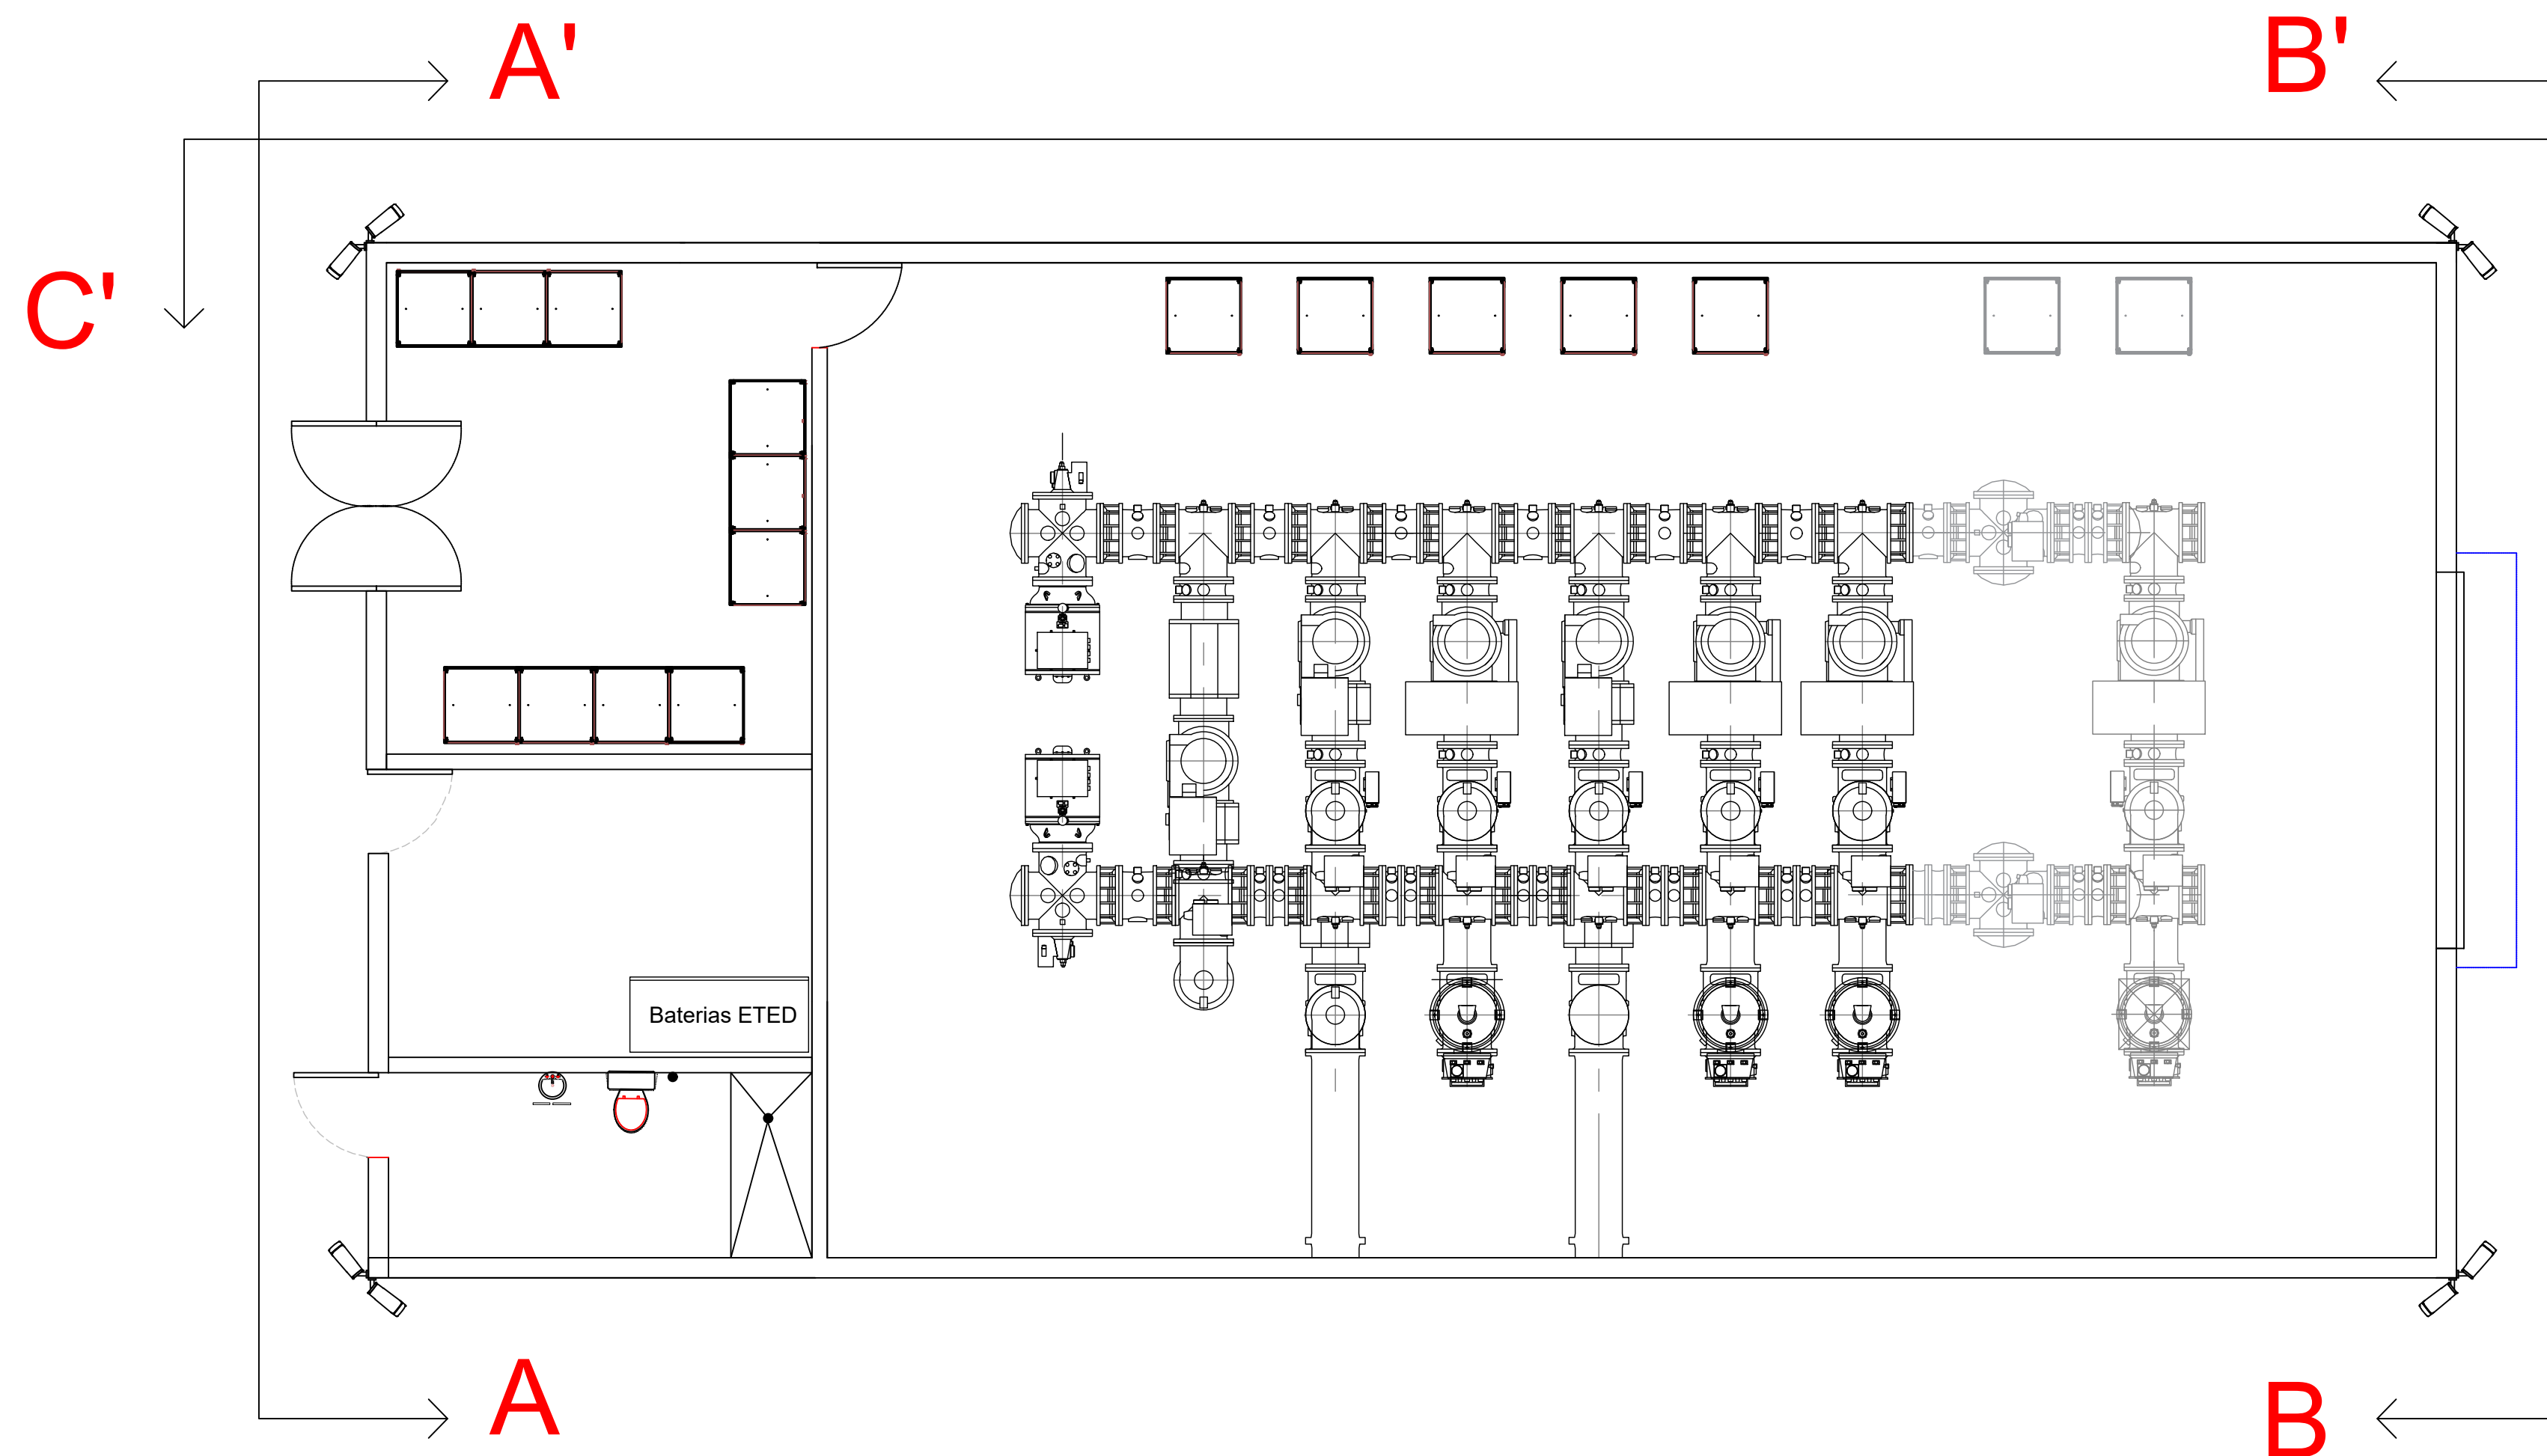 A'
B'
C'
Baterias ETED
A
B